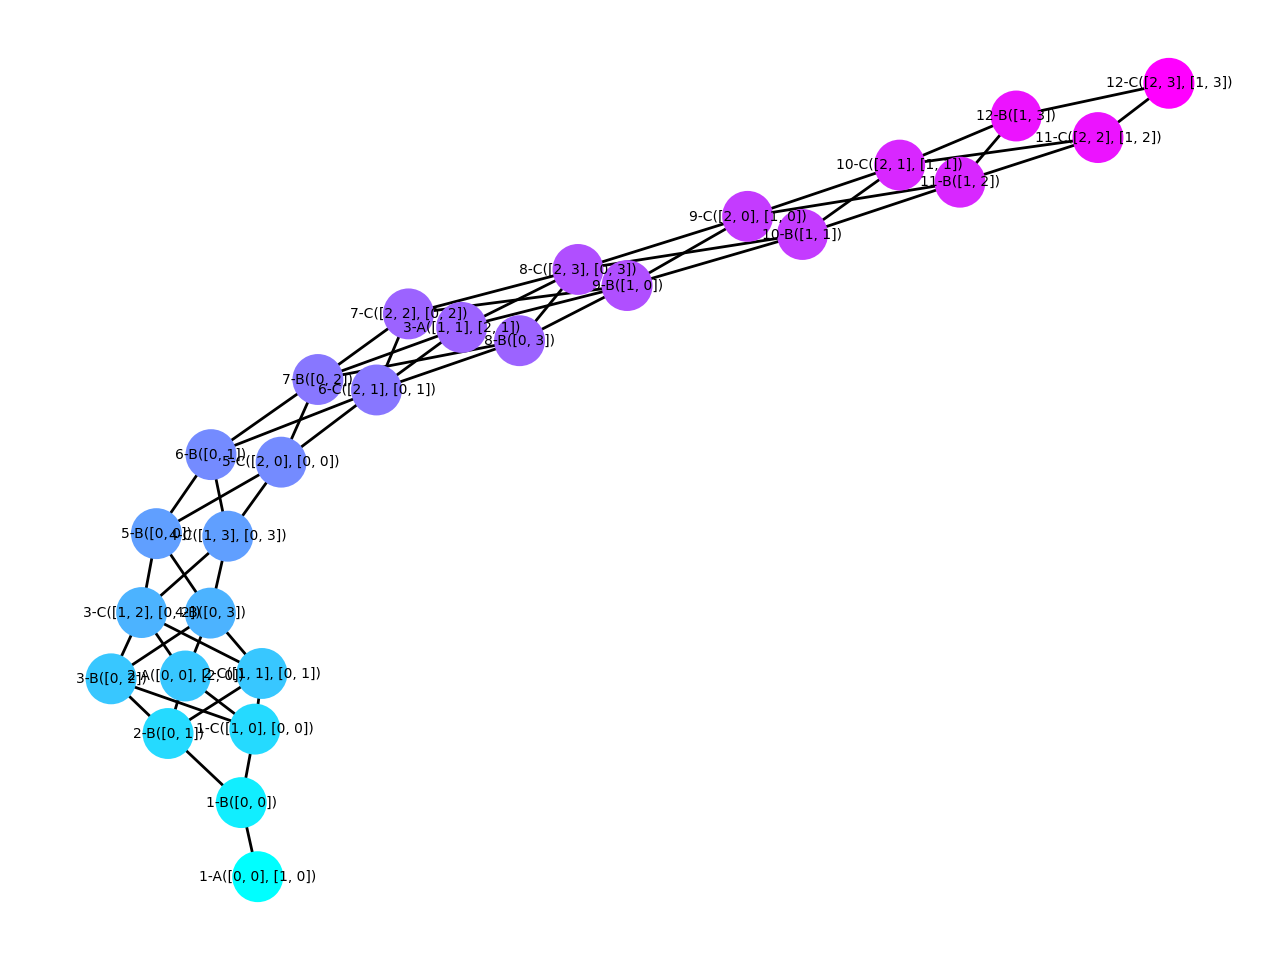 12-C([2, 3], [1, 3])
12-B([1, 3])
11-C([2, 2], [1, 2])
10-C([2, 1], [1, 1])
11-B([1, 2])
9-C([2, 0], [1, 0])
10-B([1, 1])
8-C([2, 3], [0, 3])
9-B([1, 0])
7-C([2, 2], [0, 2])
3-A([1, 1], [2, 1])
8-B([0, 3])
7-B([0, 2])
6-C([2, 1], [0, 1])
6-B([0, 1])
5-C([2, 0], [0, 0])
5-B([0, 0])
4-C([1, 3], [0, 3])
3-C([1, 2], [0, 2])
4-B([0, 3])
3-B([0, 2])
2-A([0, 0], [2, 0])
2-C([1, 1], [0, 1])
2-B([0, 1])
1-C([1, 0], [0, 0])
1-B([0, 0])
1-A([0, 0], [1, 0])